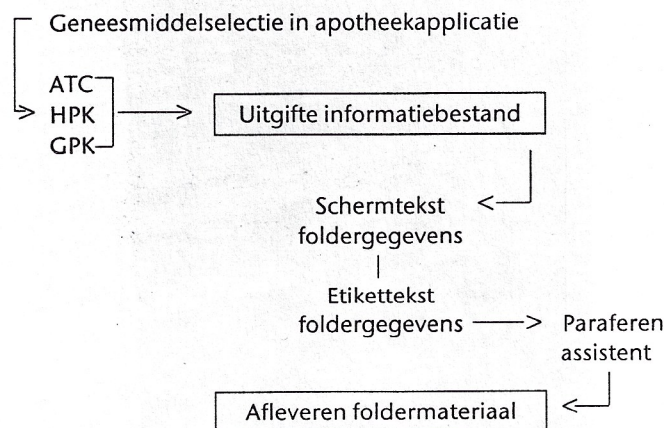 Geneesmiddelselectie in apotheekapplicatie
ATC
HPK
GPK
Uitgifte informatiebestand
Schermtekst
foldergegevens
Etikettekst
foldergegevens
Paraferen
assistent
Afleveren foldermateriaal